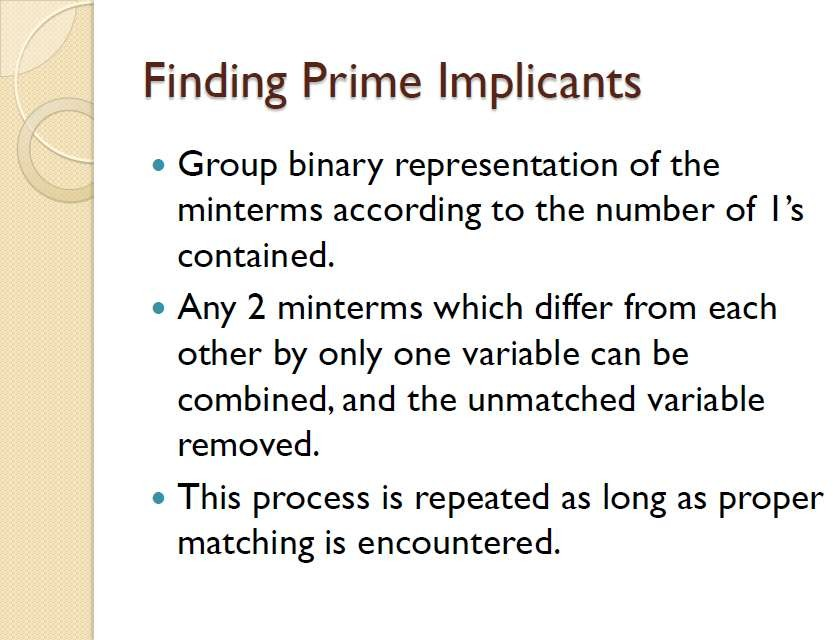 Finding Prime Implicants
• Group binary representation of the
minterms according to the number of 1’s
contained.
• Any 2 minterms which differ from each
other by only one variable can be
combined, and the unmatched variable
removed.
• This process is repeated as long as proper
matching is encountered.